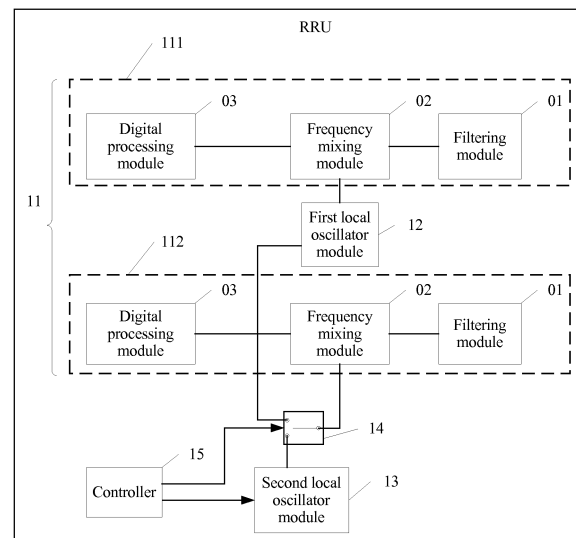 RRU
111
03
02
01
Digital
processing
module
Frequency
mixing
module
Filtering
module
11
First local
oscillator
module
12
112
03
02
01
Digital
processing
module
Frequency
mixing
module
Filtering
module
14
15
Controller
Second local
oscillator
module
13